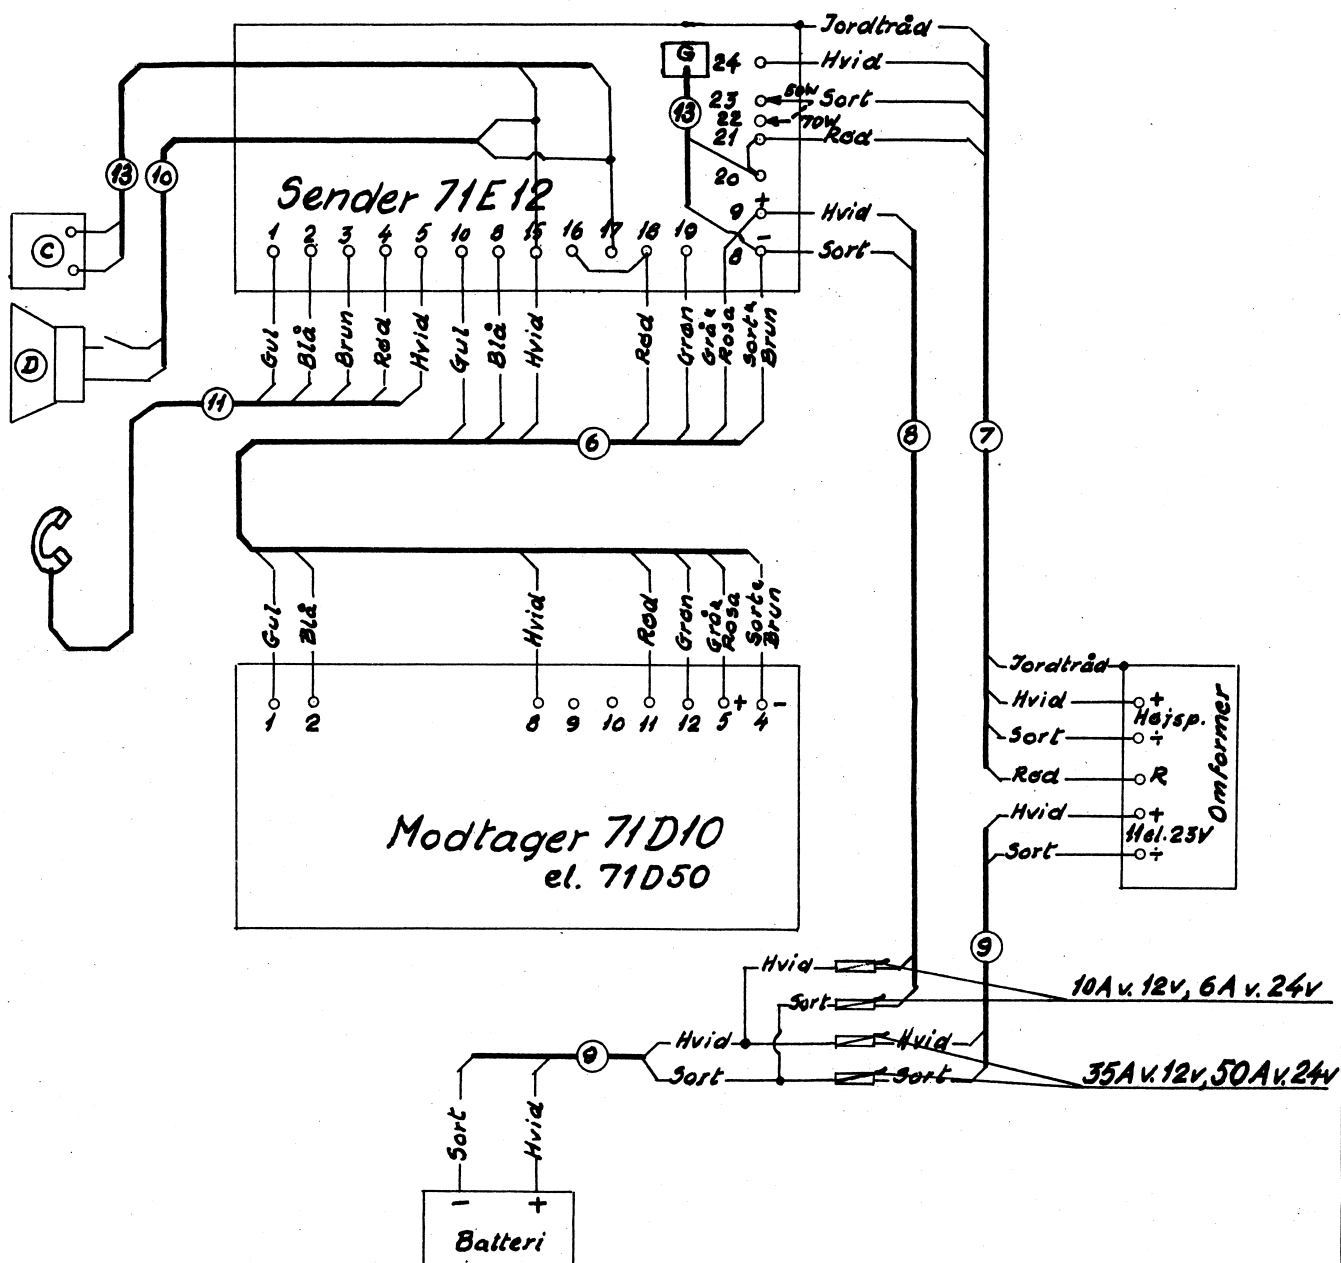 Jordtråd
G
24 Hvid
13
23 50W Sort
22 70W
21 Rød
20
13 10
Sender 71E12
9 + Hvid
1 2 3 4 5 10 8 15 16 17 18 19
8 - Sort
C
D
Gul Blå Brun Rød Hvid Gul Blå Hvid Rød Grøn Grå & Rosa Sort & Brun
11
6
8 7
Gul Blå Hvid Rød Grøn Grå & Rosa Sort & Brun
1 2 8 9 10 11 12 5 + 4 -
Jordtråd
Hvid +
Højsp.
Sort ÷
Rød R
Hvid +
11 el. 23V
Sort ÷
Omformer
Modtager 71D10
el. 71D50
9
Hvid
10A v. 12v, 6A v. 24v
Sort
Hvid Hvid
9
Sort Sort
35A v. 12v, 50A v. 24v
Sort Hvid
- +
Batteri